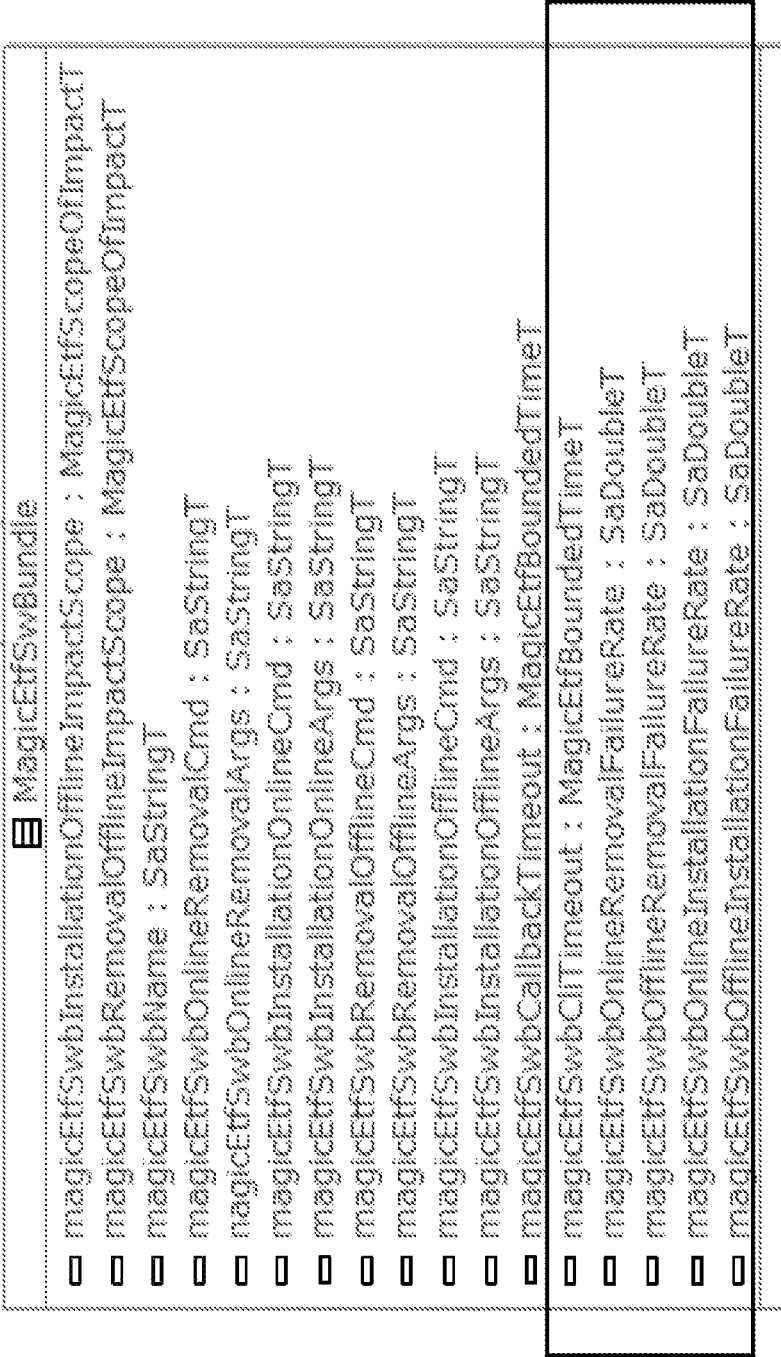 MagicEtfSwBundle
magicEtfSwbInstallationOfflineImpactScope : MagicEtfScopeOfImpactT
magicEtfSwbRemovalOfflineImpactScope : MagicEtfScopeOfImpactT
magicEtfSwbName : SaStringT
magicEtfSwbOnlineRemovalCmd : SaStringT
nagicEtfSwbOnlineRemovalArgs : SaStringT
magicEtfSwbInstallationOnlineCmd : SaStringT
magicEtfSwbInstallationOnlineArgs : SaStringT
magicEtfSwbRemovalOfflineCmd : SaStringT
magicEtfSwbRemovalOfflineArgs : SaStringT
magicEtfSwbInstallationOfflineCmd : SaStringT
magicEtfSwbInstallationOfflineArgs : SaStringT
magicEtfSwbCallbackTimeout : MagicEtfBoundedTimeT
magicEtfSwbCliTimeout : MagicEtfBoundedTimeT
magicEtfSwbOnlineRemovalFailureRate : SaDoubleT
magicEtfSwbOfflineRemovalFailureRate : SaDoubleT
magicEtfSwbOnlineInstallationFailureRate : SaDoubleT
magicEtfSwbOfflineInstallationFailureRate : SaDoubleT